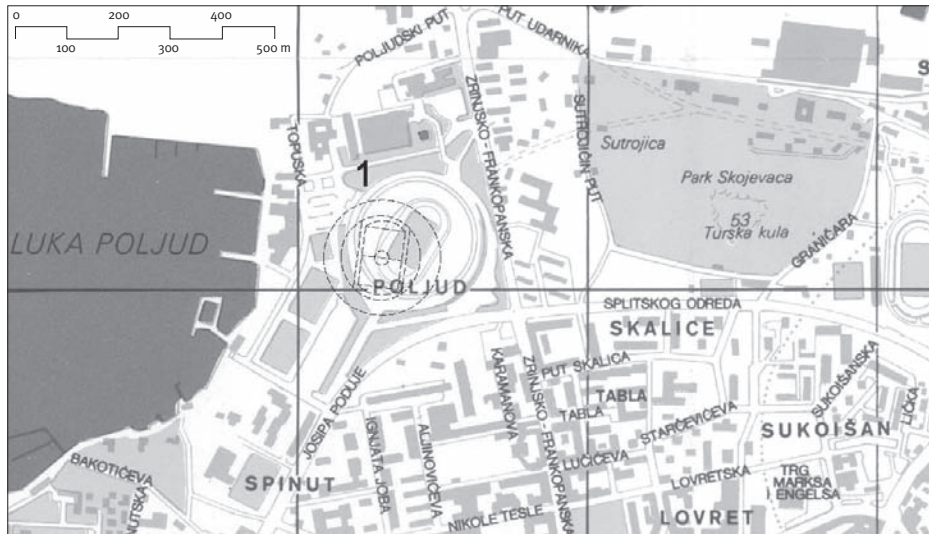 0 200 400
100 300 500 m
POLJUDSKI PUT
PUT UDARNIKA
S
ZRINJSKO - FRANKOPANSKA
SUTROJIČIN PUT
TOPUSKA
Sutrojica
1
Park Skojevaca
53
Turska kula
GRANIČARA
LUKA POLJUD
POLJUD
SPLITSKOG ODREDA
SKALICE
PUT SKALICA
KARAMANOVA
ZRINJSKO - FRANKOPANSKA
TABLA
TABLA
SUKOIŠANSKA
LIČKA
JOSIPA PODUJE
IGNJATA JOBA
ALJINOVIĆEVA
STARČEVIĆEVA
SUKOIŠAN
LUČIĆEVA
BAKOTIĆEVA
SPINUT
LOVRETSKA
TRG
MARKSA
I ENGELSA
NUTSKA
NIKOLE TESLE
LOVRET